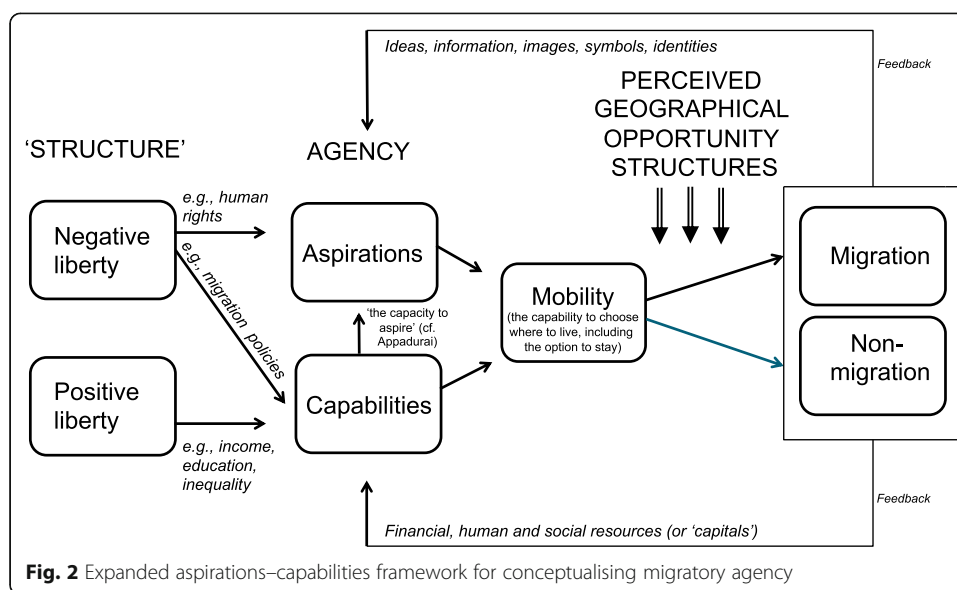 Ideas, information, images, symbols, identities
Feedback
PERCEIVED
GEOGRAPHICAL
OPPORTUNITY
STRUCTURES
‘STRUCTURE’
AGENCY
e.g., human
rights
Negative
liberty
Aspirations
Migration
e.g., migration policies
‘the capacity to
aspire’ (cf.
Appadurai)
Mobility
(the capability to choose
where to live, including
the option to stay)
Non-
migration
Positive
liberty
Capabilities
e.g., income,
education,
inequality
Feedback
Financial, human and social resources (or ‘capitals’)
Fig. 2 Expanded aspirations–capabilities framework for conceptualising migratory agency